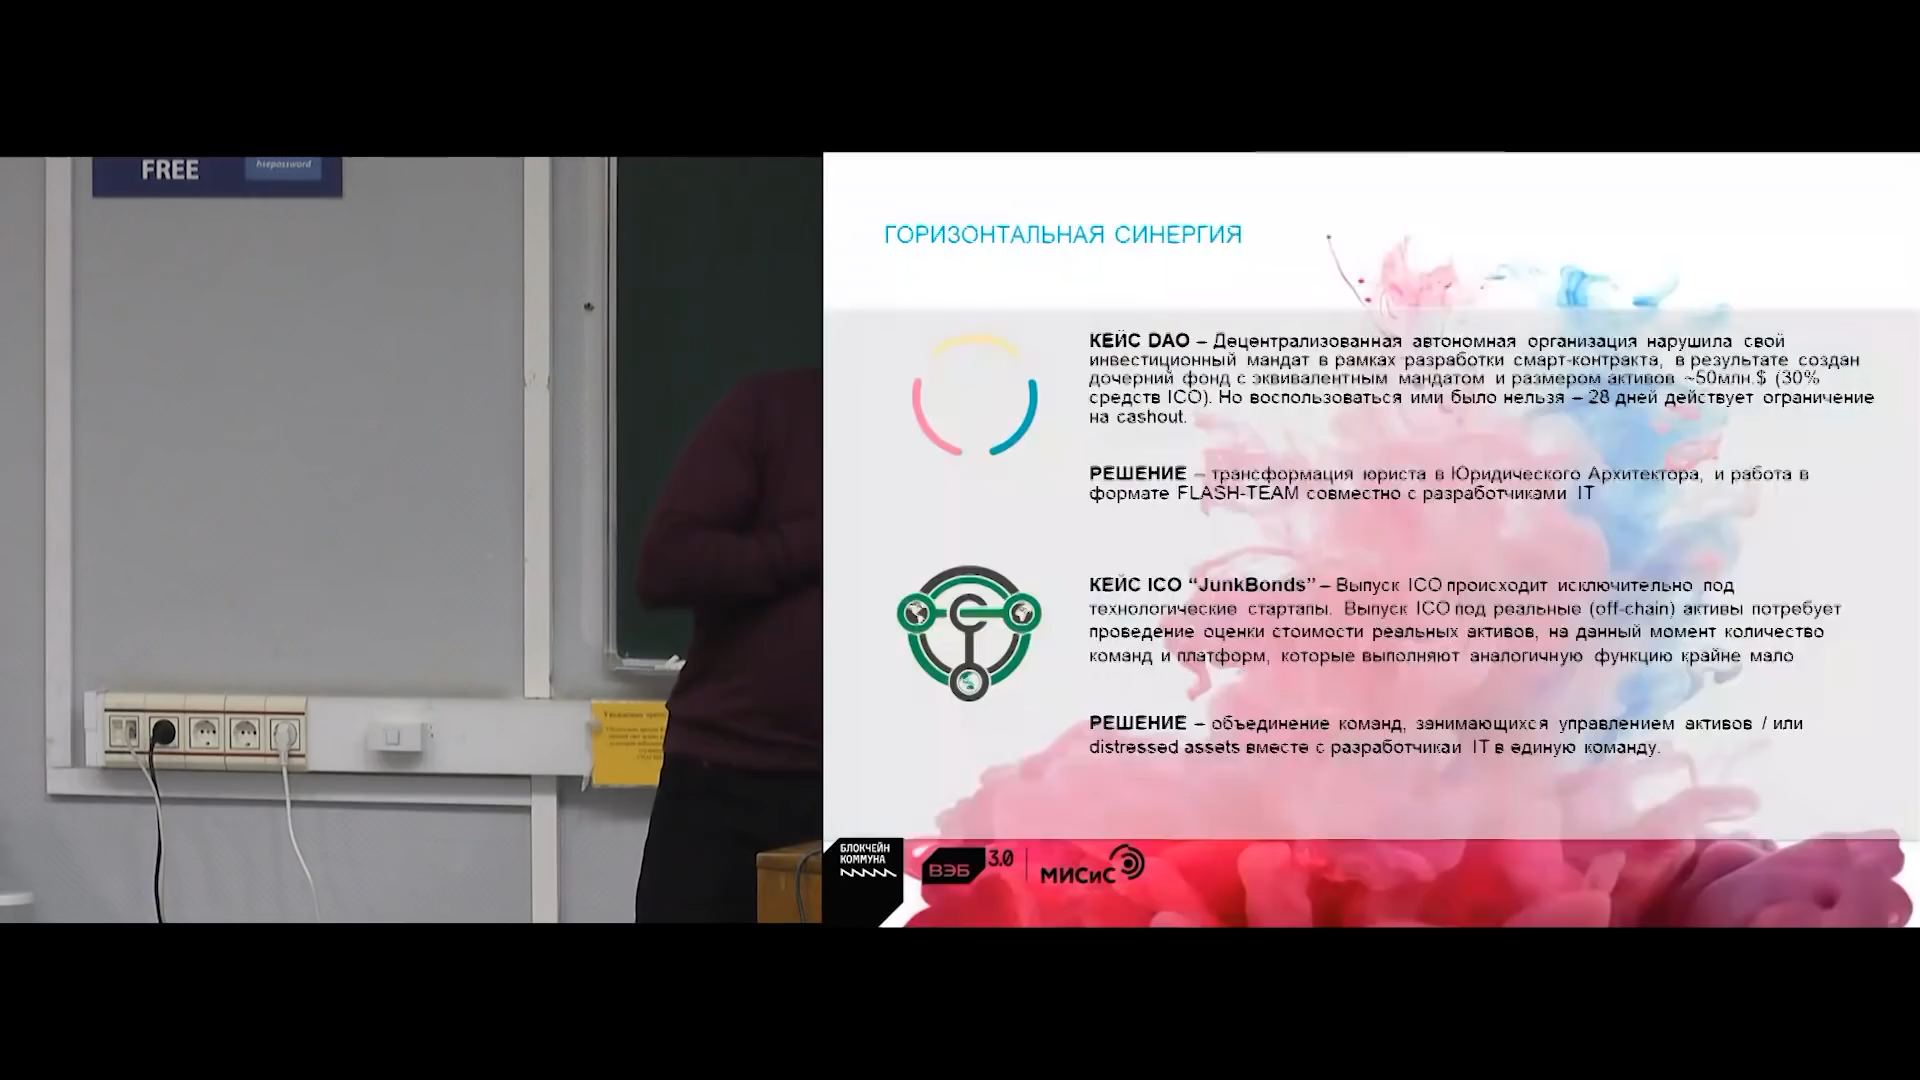 FREE
hsepassword
ГОРИЗОНТАЛЬНАЯ СИНЕРГИЯ
КЕЙС DAO – Децентрализованная автономная организация нарушила свой
инвестиционный мандат в рамках разработки смарт-контракта, в результате создан
дочерний фонд с эквивалентным мандатом и размером активов ~50млн.$ (30%
средств ICO). Но воспользоваться ими было нельзя – 28 дней действует ограничение
на cashout.
РЕШЕНИЕ – трансформация юриста в Юридического Архитектора, и работа в
формате FLASH-TEAM совместно с разработчиками IT
КЕЙС ICO “JunkBonds” – Выпуск ICO происходит исключительно под
технологические стартапы. Выпуск ICO под реальные (off-chain) активы потребует
проведение оценки стоимости реальных активов, на данный момент количество
команд и платформ, которые выполняют аналогичную функцию крайне мало
РЕШЕНИЕ – объединение команд, занимающихся управлением активов / или
distressed assets вместе с разработчикаи IT в единую команду.
БЛОКЧЕЙН
КОММУНА
ВЭБ 3.0
МИСиС